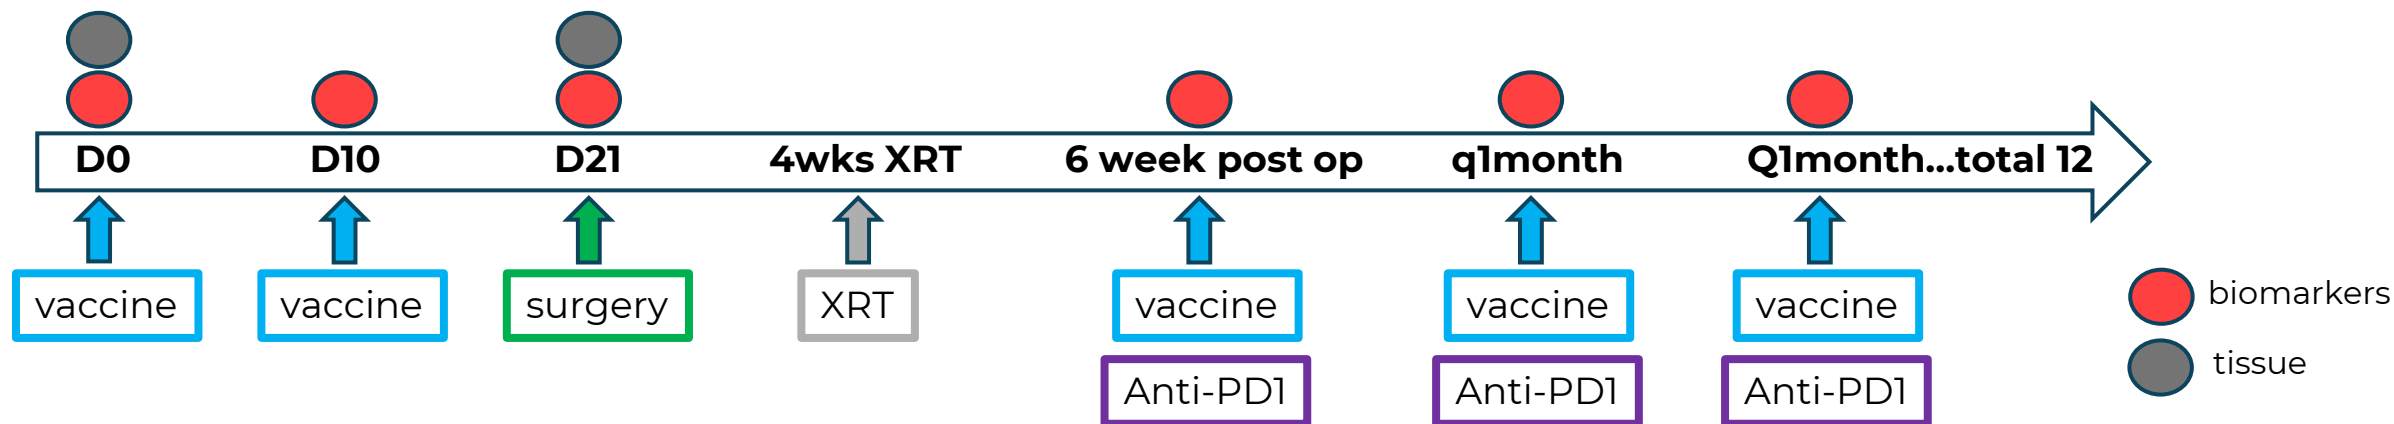 D0 D10 D21 4wks XRT 6 week post op q1month Q1month...total 12
vaccine vaccine surgery XRT vaccine vaccine vaccine
Anti-PD1 Anti-PD1 Anti-PD1
biomarkers
tissue